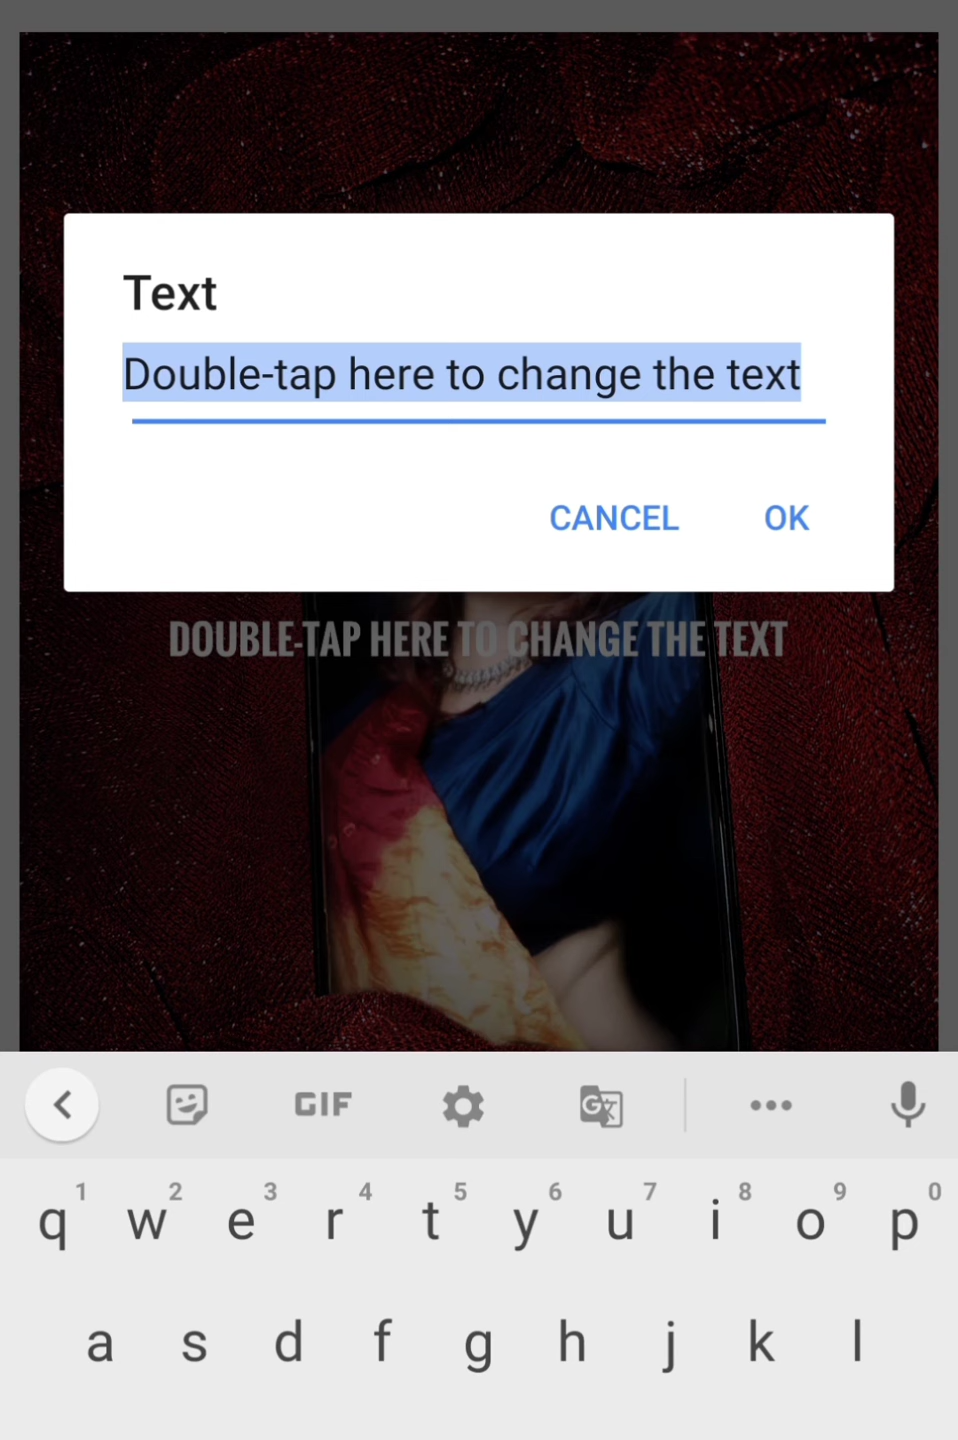 Text
Double-tap here to change the text
CANCEL OK
DOUBLE-TAP HERE TO CHANGE THE TEXT
GIF
G
1 2 3 4 5 6 7 8 9 0
q w e r t y u i o p
a s d f g h j k l